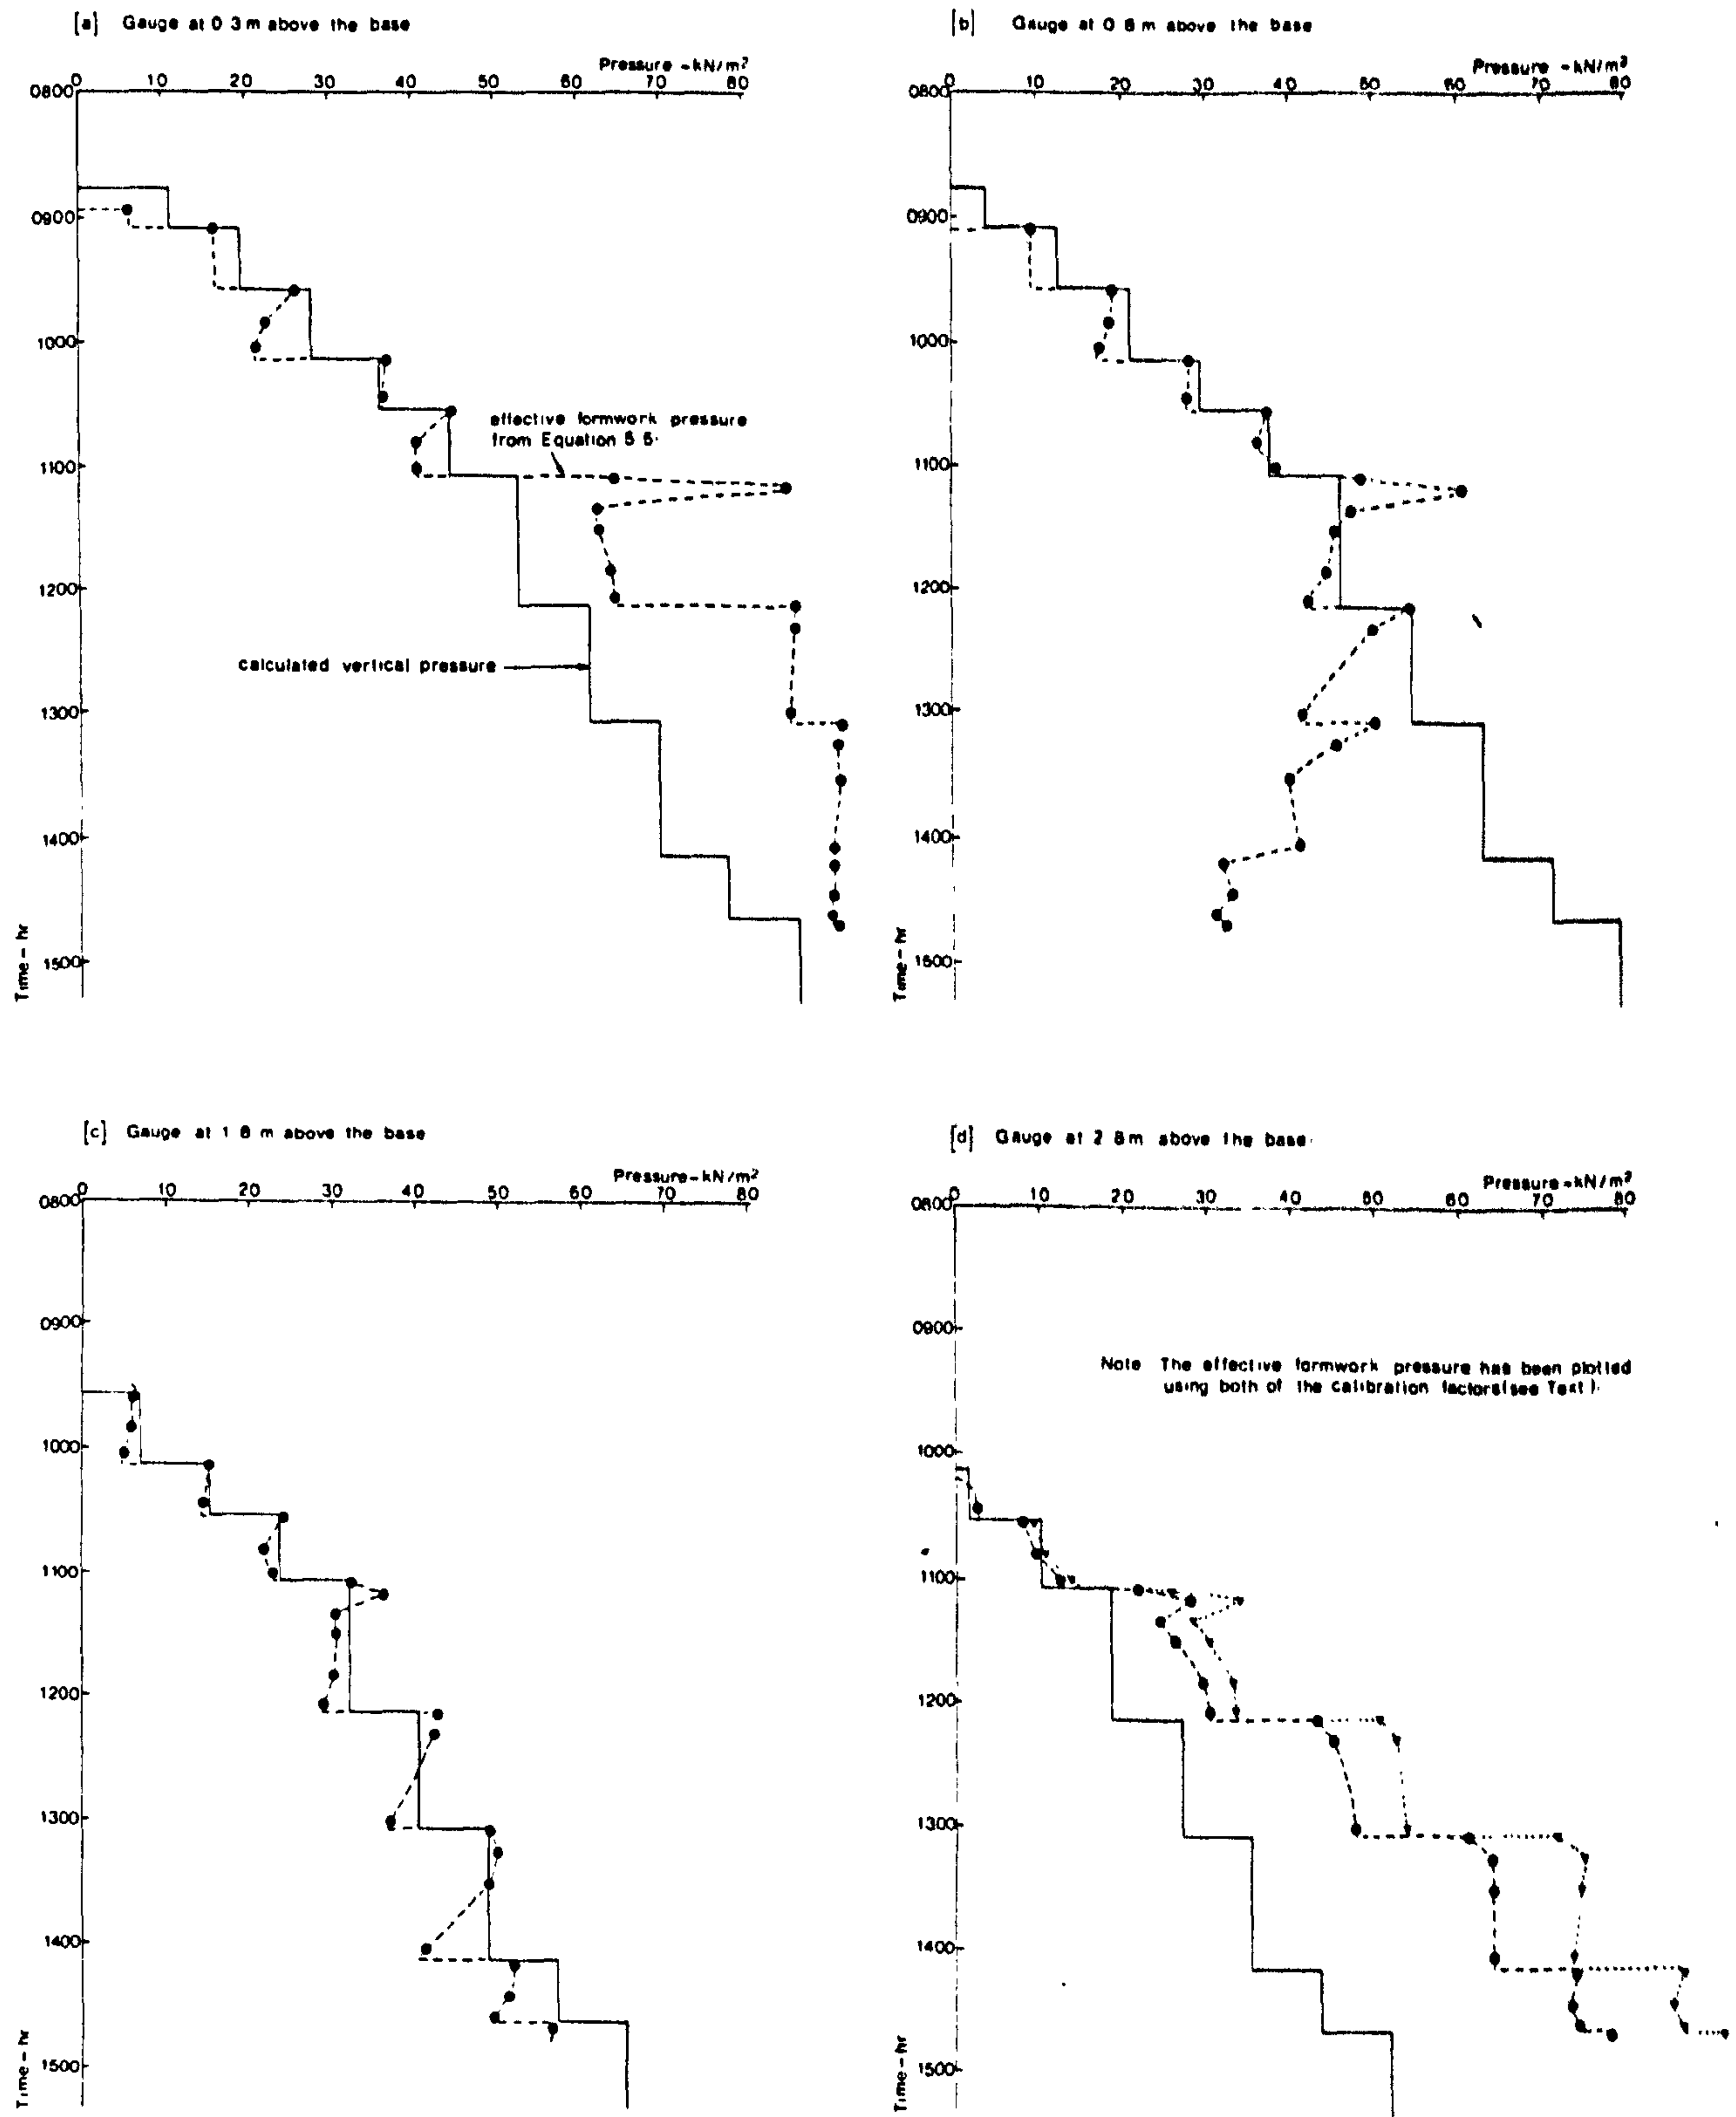 [a] Gauge at 0 3m above the base
Pressure - kN/m²
0 10 20 30 40 50 60 70 80
0800
0900
1000
1100
1200
1300
1400
1500
Time - hr
effective formwork pressure
from Equation 5 5.
calculated vertical pressure
[b] Gauge at 0 8m above the base
Pressure - kN/m²
0 10 20 30 40 50 60 70 80
0800
0900
1000
1100
1200
1300
1400
1500
Time - hr
[c] Gauge at 1 8m above the base
Pressure - kN/m²
0 10 20 30 40 50 60 70 80
0800
0900
1000
1100
1200
1300
1400
1500
Time - hr
[d] Gauge at 2 8m above the base.
Pressure - kN/m²
0 10 20 30 40 50 60 70 80
0800
0900
1000
1100
1200
1300
1400
1500
Time - hr
Note The effective formwork pressure has been plotted
using both of the calibration factors (see Text).